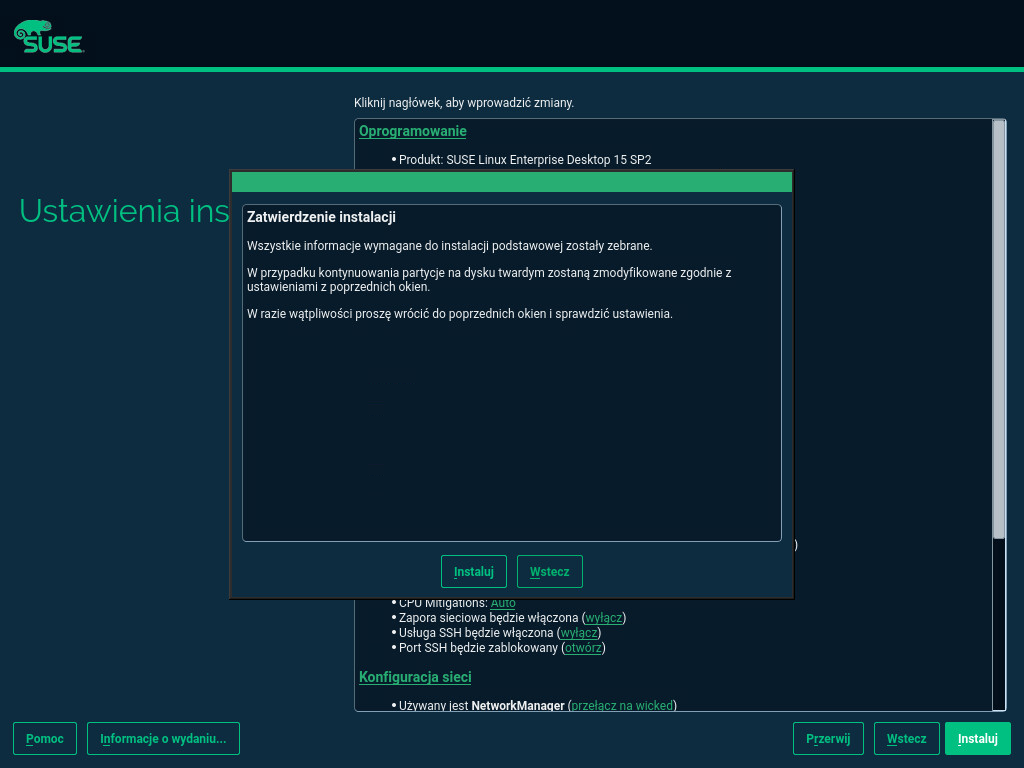 SUSE
Kliknij nagłówek, aby wprowadzić zmiany.
Oprogramowanie
• Produkt: SUSE Linux Enterprise Desktop 15 SP2
Ustawienia ins
Zatwierdzenie instalacji
Wszystkie informacje wymagane do instalacji podstawowej zostały zebrane.
W przypadku kontynuowania partycje na dysku twardym zostaną zmodyfikowane zgodnie z
ustawieniami z poprzednich okien.
W razie wątpliwości proszę wrócić do poprzednich okien i sprawdzić ustawienia.
)
Instaluj Wstecz
• CPU Mitigations: Auto
• Zapora sieciowa będzie włączona (wyłącz)
• Usługa SSH będzie włączona (wyłącz)
• Port SSH będzie zablokowany (otwórz)
Konfiguracja sieci
• Używany jest NetworkManager (przełącz na wicked)
Pomoc Informacje o wydaniu... Przerwij Wstecz Instaluj